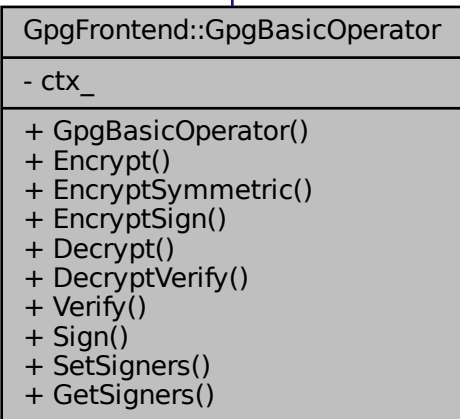 GpgFrontend::GpgBasicOperator
- ctx_
+ GpgBasicOperator()
+ Encrypt()
+ EncryptSymmetric()
+ EncryptSign()
+ Decrypt()
+ DecryptVerify()
+ Verify()
+ Sign()
+ SetSigners()
+ GetSigners()